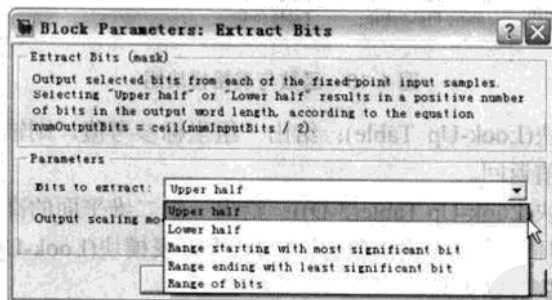 Block Parameters: Extract Bits
Extract Bits (mask)
Output selected bits from each of the fixed-point input samples.
Selecting "Upper half" or "Lower half" results in a positive number
of bits in the output word length, according to the equation
numOutputBits = ceil(numInputBits / 2)
Parameters
Bits to extract: Upper half
Output scaling mo
Upper half
Lower half
Range starting with most significant bit
Range ending with least significant bit
Range of bits